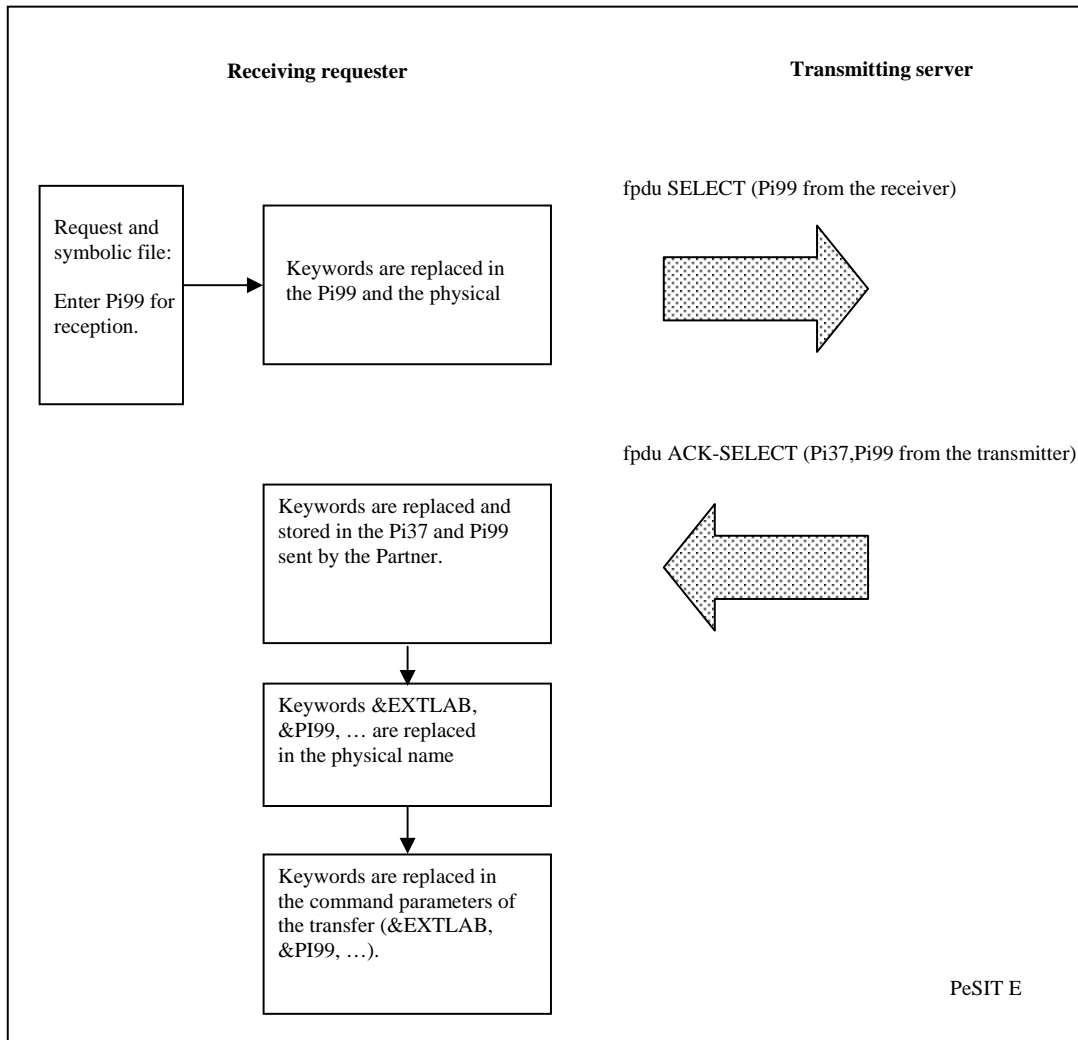 Receiving requester
Transmitting server
fpdu SELECT (Pi99 from the receiver)
Request and
symbolic file:
Enter Pi99 for
reception.
Keywords are replaced in
the Pi99 and the physical
fpdu ACK-SELECT (Pi37,Pi99 from the transmitter)
Keywords are replaced and
stored in the Pi37 and Pi99
sent by the Partner.
Keywords &EXTLAB,
&PI99, … are replaced
in the physical name
Keywords are replaced in
the command parameters of
the transfer (&EXTLAB,
&PI99, …).
PeSIT E